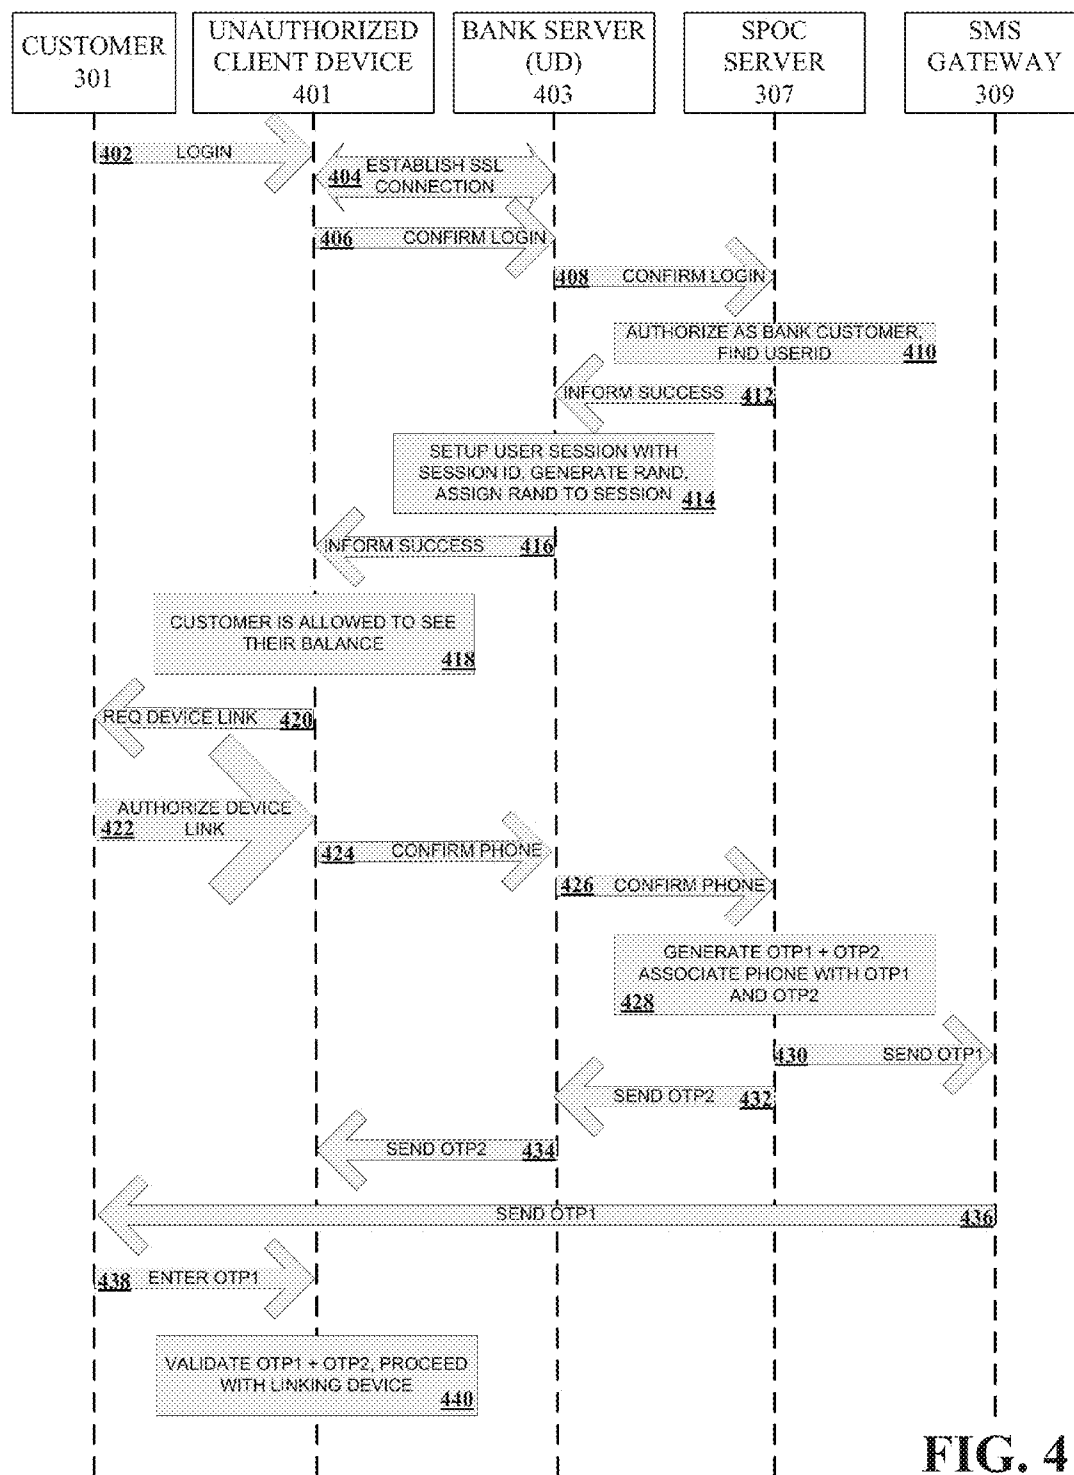 CUSTOMER
301
UNAUTHORIZED
CLIENT DEVICE
401
BANK SERVER
(UD)
403
SPOC
SERVER
307
SMS
GATEWAY
309
402 LOGIN
404 ESTABLISH SSL
CONNECTION
406 CONFIRM LOGIN
408 CONFIRM LOGIN
AUTHORIZE AS BANK CUSTOMER,
FIND USERID 410
INFORM SUCCESS 412
SETUP USER SESSION WITH
SESSION ID, GENERATE RAND,
ASSIGN RAND TO SESSION 414
INFORM SUCCESS 416
CUSTOMER IS ALLOWED TO SEE
THEIR BALANCE
418
REQ DEVICE LINK 420
AUTHORIZE DEVICE
422 LINK
424 CONFIRM PHONE
426 CONFIRM PHONE
GENERATE OTP1 + OTP2,
ASSOCIATE PHONE WITH OTP1
428 AND OTP2
430 SEND OTP1
SEND OTP2 432
SEND OTP2 434
SEND OTP1 436
438 ENTER OTP1
VALIDATE OTP1 + OTP2, PROCEED
WITH LINKING DEVICE
440
FIG. 4